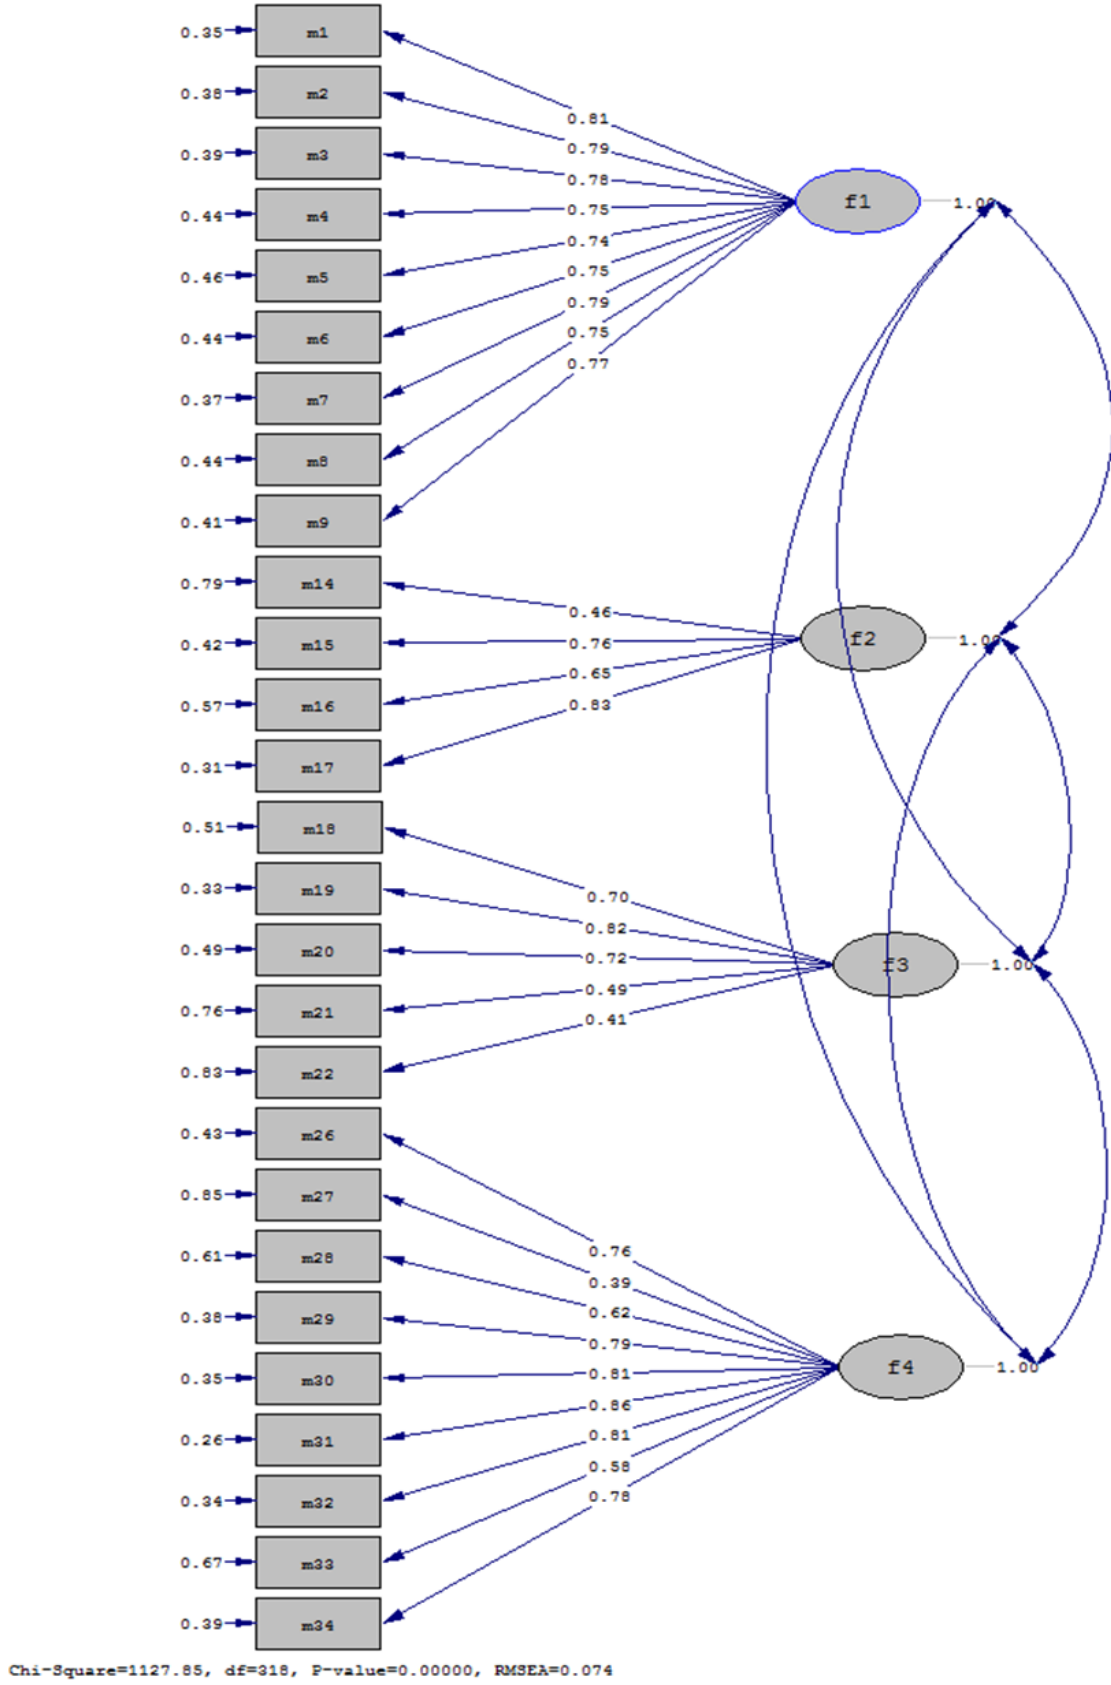 0.35 m1
0.38 m2
0.81
0.79
0.39 m3
0.78
f1 1.00
0.44 m4
0.75
0.74
0.46 m5
0.75
0.79
0.44 m6
0.75
0.77
0.37 m7
0.44 m8
0.41 m9
0.79 m14
0.46
0.42 m15
0.76
f2 1.00
0.65
0.57 m16
0.83
0.31 m17
0.51 m18
0.33 m19
0.70
0.82
0.49 m20
0.72
f3 1.00
0.49
0.76 m21
0.41
0.83 m22
0.43 m26
0.85 m27
0.76
0.61 m28
0.39
0.62
0.38 m29
0.79
0.35 m30
0.81
f4 1.00
0.86
0.26 m31
0.81
0.58
0.34 m32
0.78
0.67 m33
0.39 m34
Chi-Square=1127.85, df=318, P-value=0.00000, RMSEA=0.074